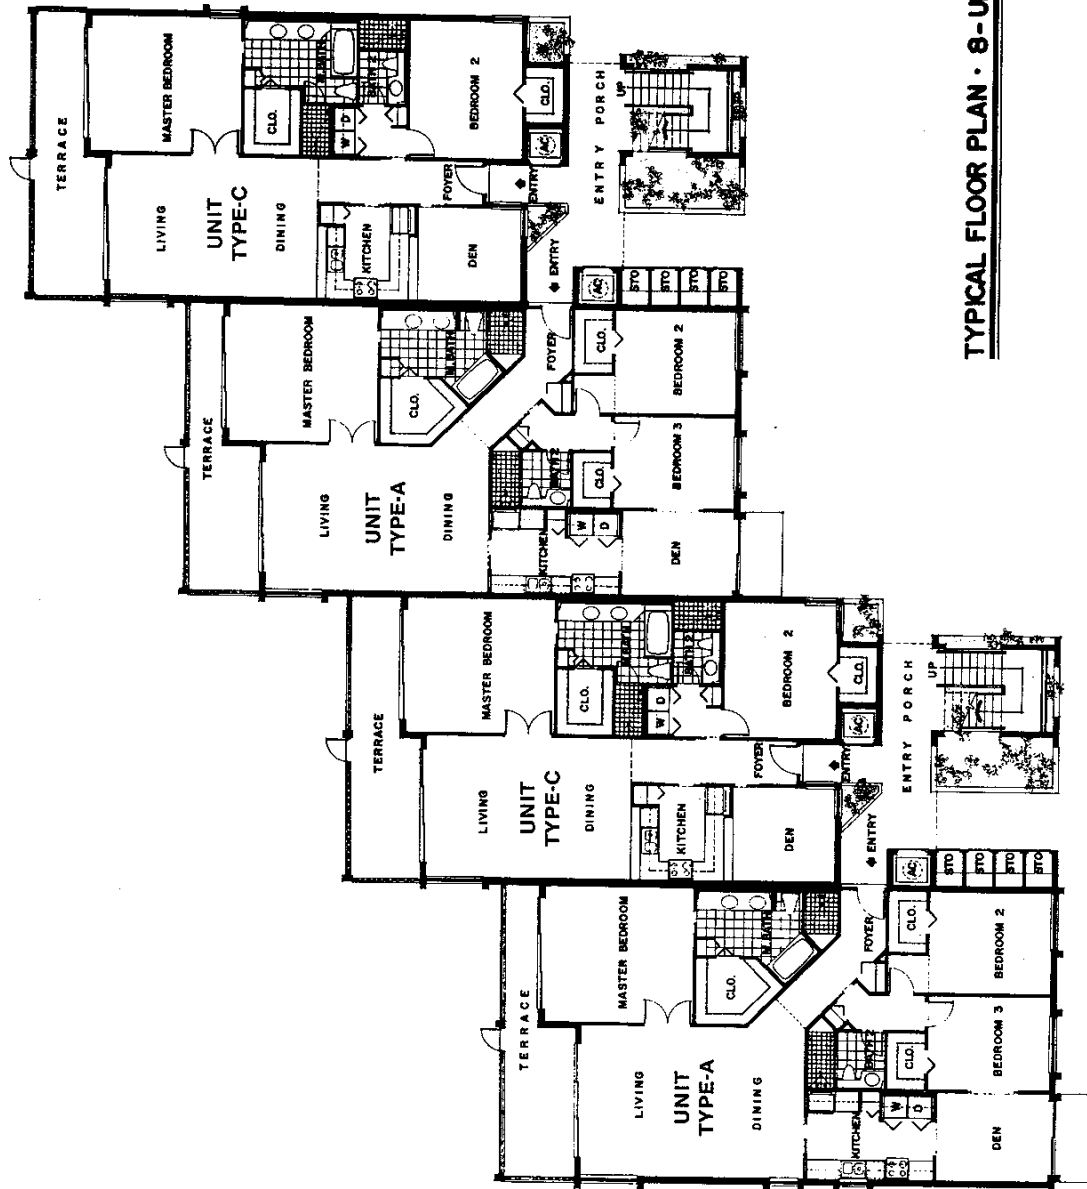 TYPICAL FLOOR PLAN · 8-U
TERRACE
MASTER BEDROOM
CLO.
M. BATH
BATH 2
W D
BEDROOM 2
CLO.
AC
ENTRY PORCH
UP
LIVING
UNIT
TYPE-C
DINING
KITCHEN
FOYER
ENTRY
DEN
ENTRY
AC
STO
STO
STO
STO
TERRACE
MASTER BEDROOM
CLO.
M. BATH
FOYER
CLO.
BEDROOM 2
LIVING
UNIT
TYPE-A
DINING
BATH 2
CLO.
BEDROOM 3
KITCHEN
W D
DEN
TERRACE
MASTER BEDROOM
CLO.
M. BATH
BATH 2
W D
BEDROOM 2
CLO.
AC
ENTRY PORCH
UP
LIVING
UNIT
TYPE-C
DINING
KITCHEN
FOYER
ENTRY
DEN
ENTRY
AC
STO
STO
STO
STO
TERRACE
MASTER BEDROOM
CLO.
M. BATH
FOYER
CLO.
BEDROOM 2
LIVING
UNIT
TYPE-A
DINING
BATH 2
CLO.
BEDROOM 3
KITCHEN
W D
DEN